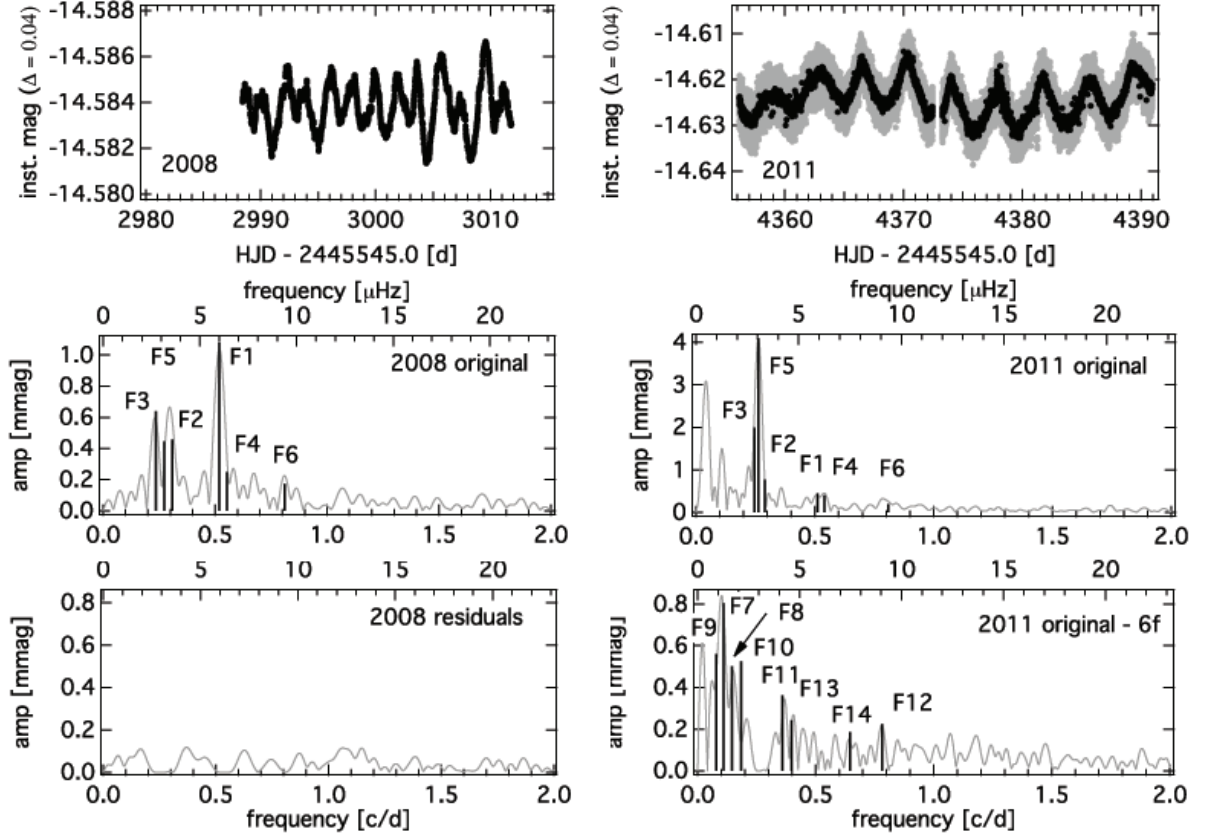 inst. mag (Δ = 0.04)
-14.588
-14.586
-14.584
-14.582
-14.580
2008
2980 2990 3000 3010
HJD - 2445545.0 [d]
inst. mag (Δ = 0.04)
-14.61
-14.62
-14.63
-14.64
2011
4360 4370 4380 4390
HJD - 2445545.0 [d]
frequency [μHz]
0 5 10 15 20
amp [mmag]
1.0
0.8
0.6
0.4
0.2
0.0
F5 F1 2008 original
F3 F2
F4 F6
0.0 0.5 1.0 1.5 2.0
frequency [μHz]
0 5 10 15 20
amp [mmag]
4
3
2
1
0
F5 2011 original
F3 F2
F1 F4 F6
0.0 0.5 1.0 1.5 2.0
0 5 10 15 20
amp [mmag]
0.8
0.6
0.4
0.2
0.0
2008 residuals
0.0 0.5 1.0 1.5 2.0
frequency [c/d]
0 5 10 15 20
amp [mmag]
0.8
0.6
0.4
0.2
0.0
F7 F8 2011 original - 6f
F9 F10
F11 F13
F14 F12
0.0 0.5 1.0 1.5 2.0
frequency [c/d]